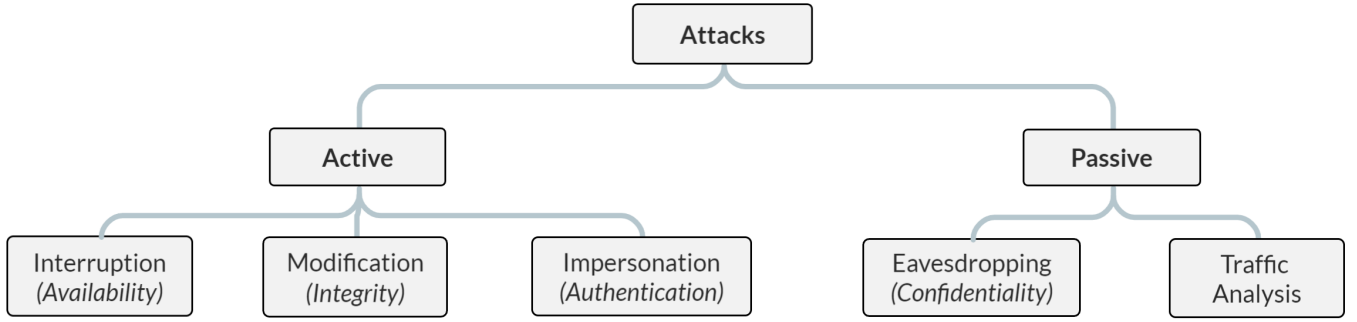 Attacks
Active
Passive
Interruption
(Availability)
Modification
(Integrity)
Impersonation
(Authentication)
Eavesdropping
(Confidentiality)
Traffic
Analysis